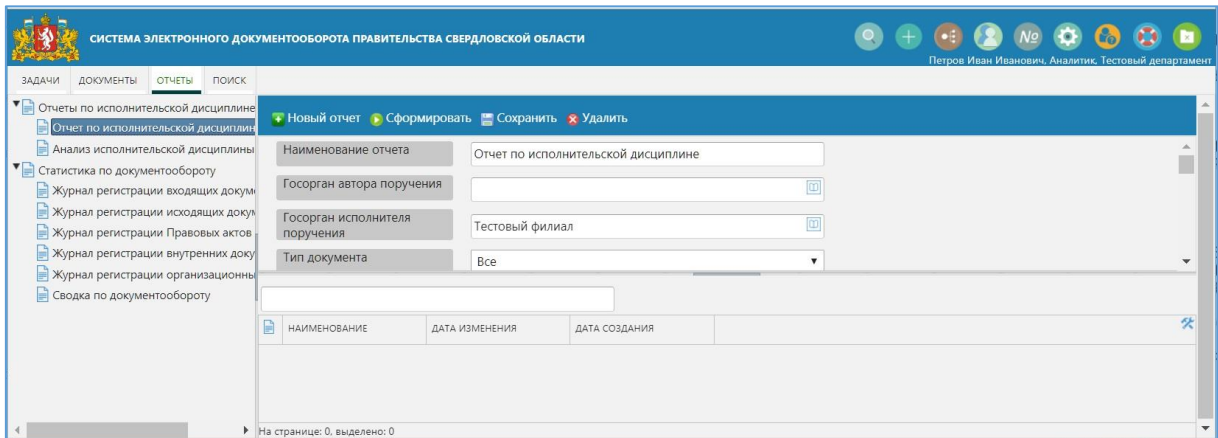 СИСТЕМА ЭЛЕКТРОННОГО ДОКУМЕНТООБОРОТА ПРАВИТЕЛЬСТВА СВЕРДЛОВСКОЙ ОБЛАСТИ
№
Петров Иван Иванович, Аналитик, Тестовый департамент
ЗАДАЧИ ДОКУМЕНТЫ ОТЧЕТЫ ПОИСК
Отчеты по исполнительской дисциплине
Отчет по исполнительской дисциплин
Анализ исполнительской дисциплины
Статистика по документообороту
Журнал регистрации входящих докум
Журнал регистрации исходящих докум
Журнал регистрации Правовых актов
Журнал регистрации внутренних доку
Журнал регистрации организационны
Сводка по документообороту
Новый отчет Сформировать Сохранить Удалить
Наименование отчета Отчет по исполнительской дисциплине
Госорган автора поручения
Госорган исполнителя
поручения Тестовый филиал
Тип документа Все
НАИМЕНОВАНИЕ ДАТА ИЗМЕНЕНИЯ ДАТА СОЗДАНИЯ
На странице: 0, выделено: 0